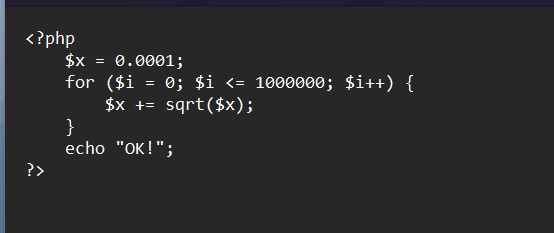 <?php
$x = 0.0001;
for ($i = 0; $i <= 1000000; $i++) {
$x += sqrt($x);
}
echo "OK!";
?>